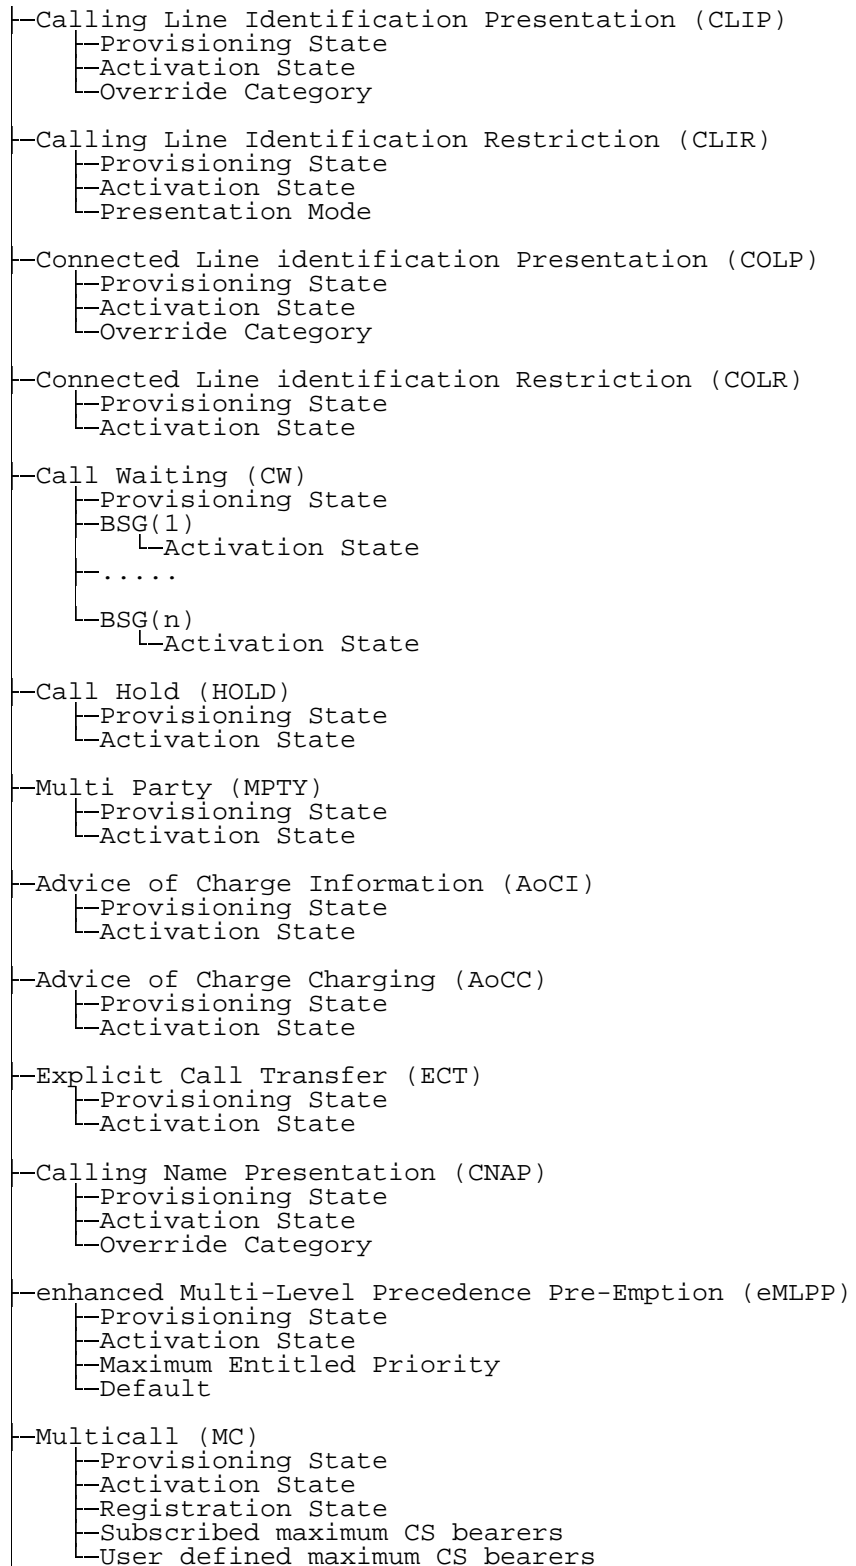 Calling Line Identification Presentation (CLIP)
Provisioning State
Activation State
Override Category
Calling Line Identification Restriction (CLIR)
Provisioning State
Activation State
Presentation Mode
Connected Line identification Presentation (COLP)
Provisioning State
Activation State
Override Category
Connected Line identification Restriction (COLR)
Provisioning State
Activation State
Call Waiting (CW)
Provisioning State
BSG(1)
Activation State
.....
BSG(n)
Activation State
Call Hold (HOLD)
Provisioning State
Activation State
Multi Party (MPTY)
Provisioning State
Activation State
Advice of Charge Information (AoCI)
Provisioning State
Activation State
Advice of Charge Charging (AoCC)
Provisioning State
Activation State
Explicit Call Transfer (ECT)
Provisioning State
Activation State
Calling Name Presentation (CNAP)
Provisioning State
Activation State
Override Category
enhanced Multi-Level Precedence Pre-Emption (eMLPP)
Provisioning State
Activation State
Maximum Entitled Priority
Default
Multicall (MC)
Provisioning State
Activation State
Registration State
Subscribed maximum CS bearers
User defined maximum CS bearers